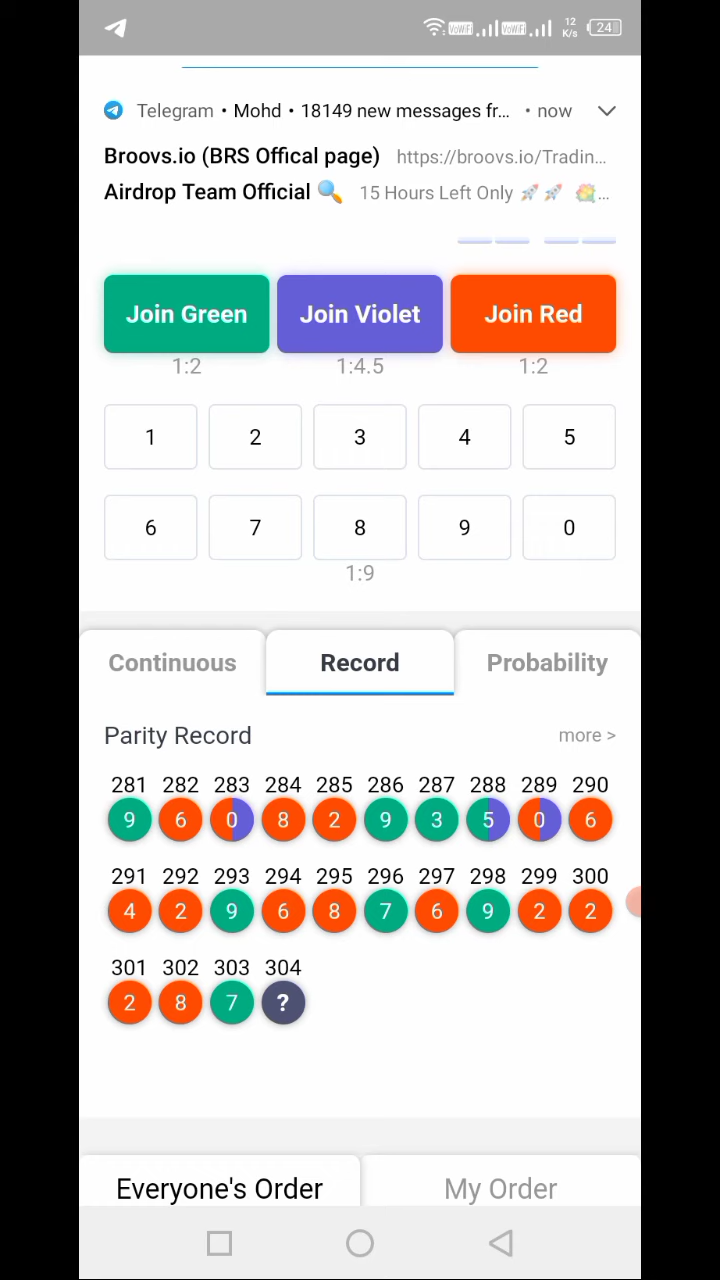 VoWiFi VoWiFi 12 K/s 24
Telegram • Mohd • 18149 new messages fr... • now
Broovs.io (BRS Offical page) https://broovs.io/Tradin...
Airdrop Team Official 🔍 15 Hours Left Only 🚀 🚀 ...
Join Green Join Violet Join Red
1:2 1:4.5 1:2
1 2 3 4 5
6 7 8 9 0
1:9
Continuous Record Probability
Parity Record more >
281 282 283 284 285 286 287 288 289 290
9 6 0 8 2 9 3 5 0 6
291 292 293 294 295 296 297 298 299 300
4 2 9 6 8 7 6 9 2 2
301 302 303 304
2 8 7 ?
Everyone's Order My Order